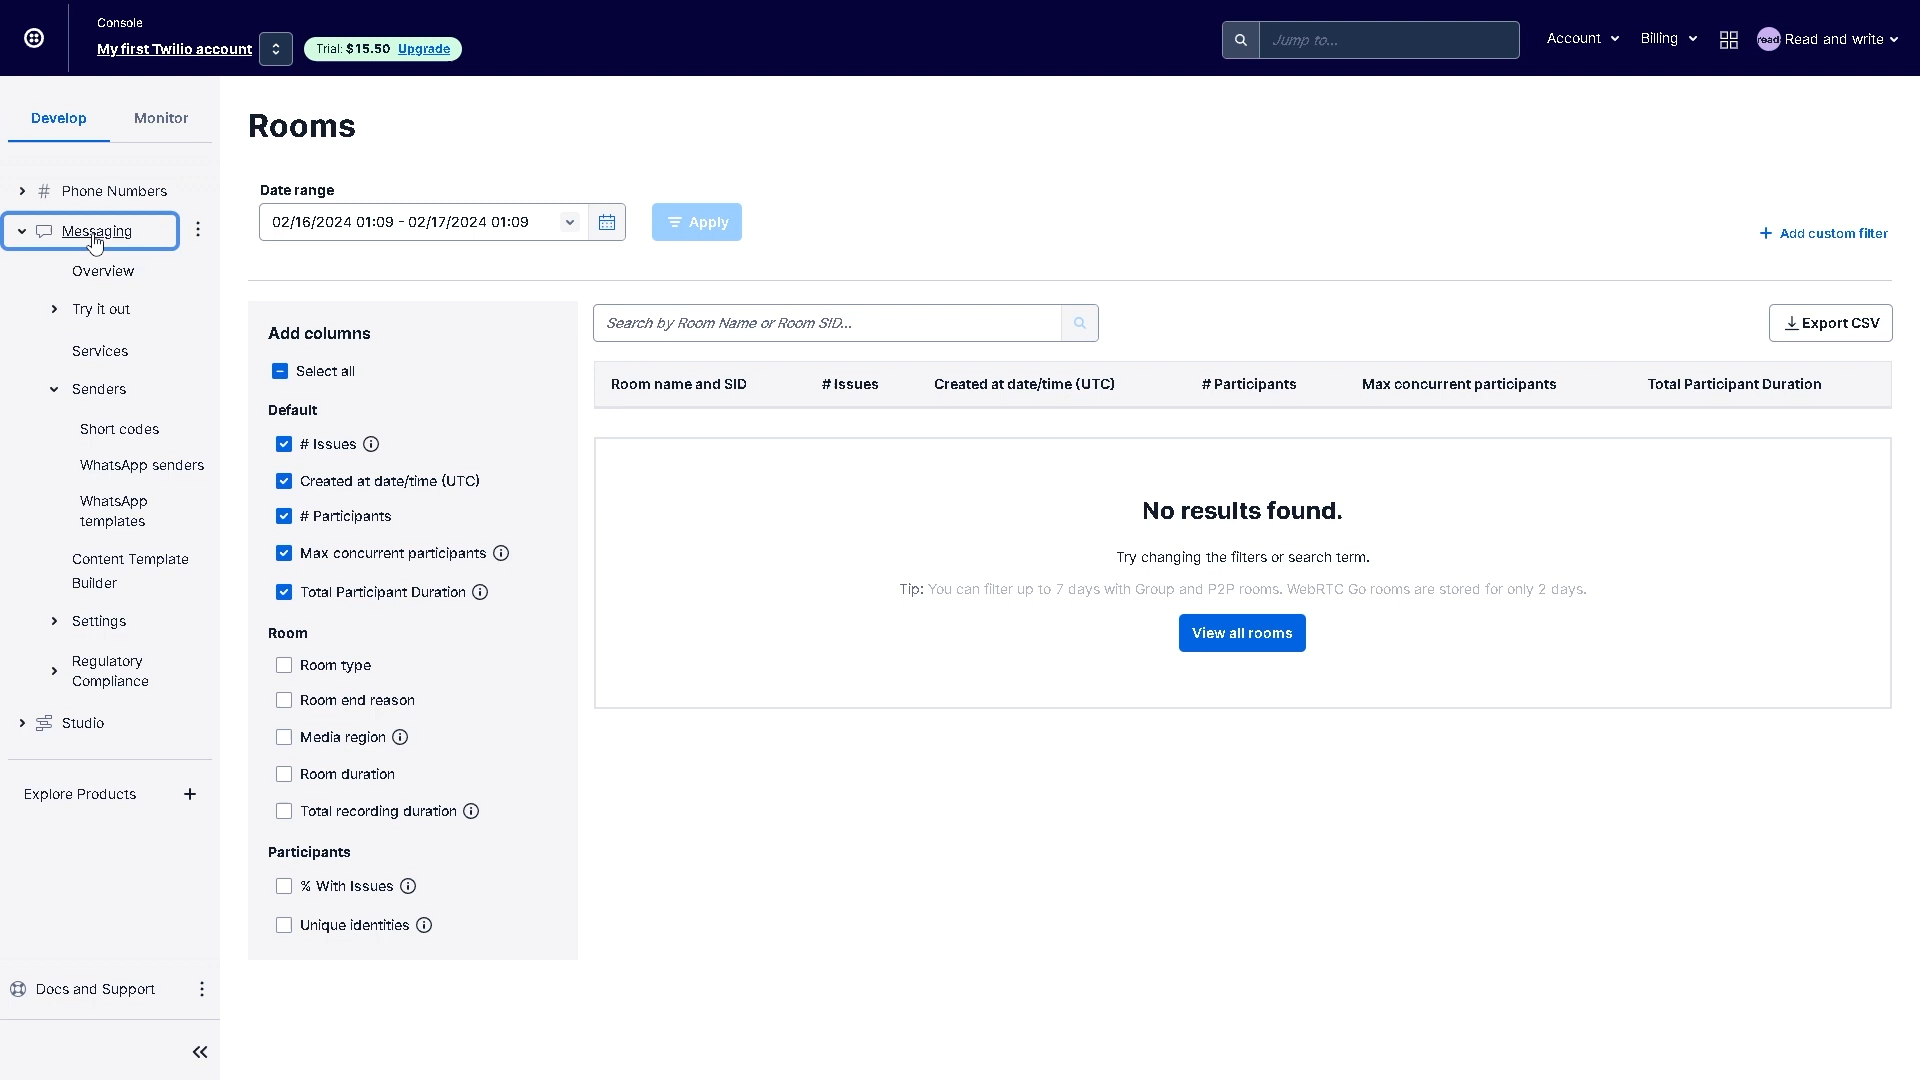 Console
My first Twilio account
Trial: $15.50 Upgrade
Jump to...
Account
Billing
read
Read and write
Develop
Monitor
Phone Numbers
Messaging
Overview
Try it out
Services
Senders
Short codes
WhatsApp senders
WhatsApp
templates
Content Template
Builder
Settings
Regulatory
Compliance
Studio
Explore Products
Docs and Support
Rooms
Date range
02/16/2024 01:09 - 02/17/2024 01:09
Apply
Add custom filter
Add columns
Select all
Default
# Issues
Created at date/time (UTC)
# Participants
Max concurrent participants
Total Participant Duration
Room
Room type
Room end reason
Media region
Room duration
Total recording duration
Participants
% With Issues
Unique identities
Search by Room Name or Room SID...
Export CSV
Room name and SID
# Issues
Created at date/time (UTC)
# Participants
Max concurrent participants
Total Participant Duration
No results found.
Try changing the filters or search term.
Tip: You can filter up to 7 days with Group and P2P rooms. WebRTC Go rooms are stored for only 2 days.
View all rooms